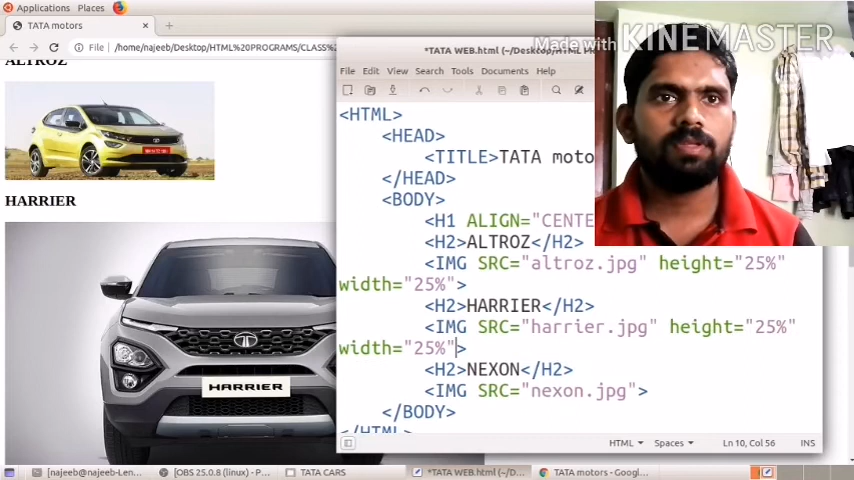 Applications Places
TATA motors
File | /home/najeeb/Desktop/HTML%20PROGRAMS/CLASS%
ALTROZ
HARRIER
HARRIER
*TATA WEB.html (~/Desktop/HTML PR
Made with KINEMASTER
File Edit View Search Tools Documents Help
<HTML>
<HEAD>
<TITLE>TATA moto
</HEAD>
<BODY>
<H1 ALIGN="CENTE
<H2>ALTROZ</H2>
<IMG SRC="altroz.jpg" height="25%"
width="25%">
<H2>HARRIER</H2>
<IMG SRC="harrier.jpg" height="25%"
width="25%">
<H2>NEXON</H2>
<IMG SRC="nexon.jpg">
</BODY>
</HTML>
HTML Spaces Ln 10, Col 56 INS
[najeeb@najeeb-Len... [OBS 25.0.8 (linux) - P... TATA CARS *TATA WEB.html (~/D... TATA motors - Googl...